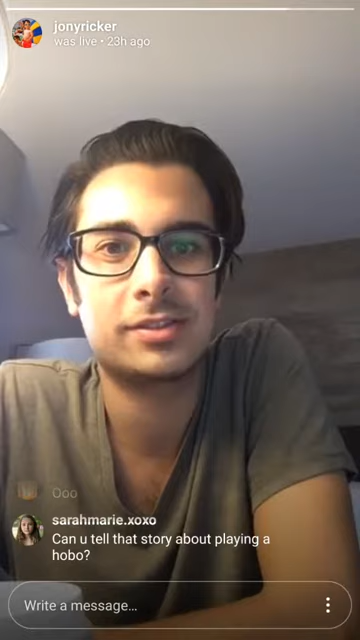 jonyricker
was live • 23h ago
Ooo
sarahmarie.xoxo
Can u tell that story about playing a
hobo?
Write a message...